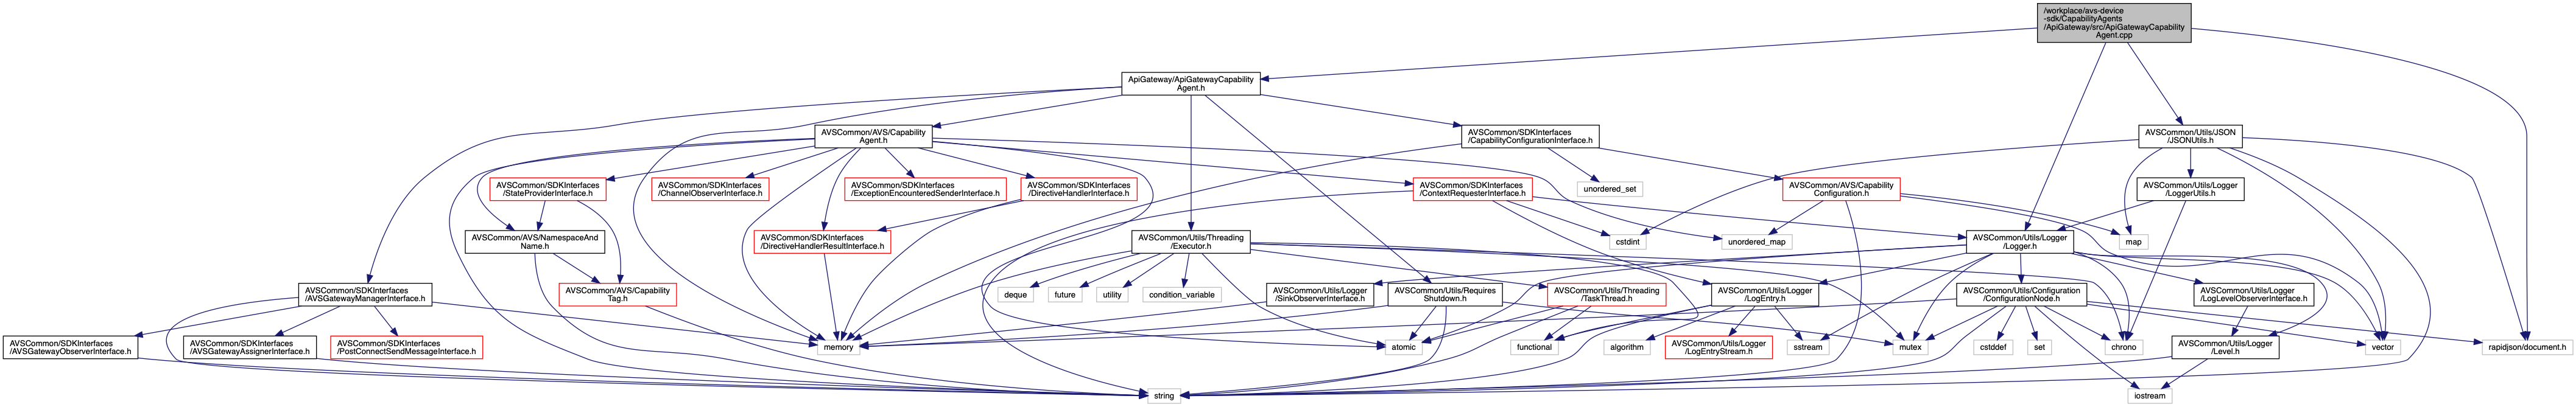 /workplace/avs-device
-sdk/CapabilityAgents
/ApiGateway/src/ApiGatewayCapability
Agent.cpp
ApiGateway/ApiGatewayCapability
Agent.h
AVSCommon/AVS/Capability
Agent.h
AVSCommon/SDKInterfaces
/CapabilityConfigurationInterface.h
AVSCommon/Utils/JSON
/JSONUtils.h
AVSCommon/SDKInterfaces
/StateProviderInterface.h
AVSCommon/SDKInterfaces
/ChannelObserverInterface.h
AVSCommon/SDKInterfaces
/ExceptionEncounteredSenderInterface.h
AVSCommon/SDKInterfaces
/DirectiveHandlerInterface.h
AVSCommon/SDKInterfaces
/ContextRequesterInterface.h
unordered_set
AVSCommon/AVS/Capability
Configuration.h
AVSCommon/Utils/Logger
/LoggerUtils.h
AVSCommon/AVS/NamespaceAnd
Name.h
AVSCommon/SDKInterfaces
/DirectiveHandlerResultInterface.h
AVSCommon/Utils/Threading
/Executor.h
cstdint
unordered_map
AVSCommon/Utils/Logger
/Logger.h
map
AVSCommon/SDKInterfaces
/AVSGatewayManagerInterface.h
AVSCommon/AVS/Capability
Tag.h
deque
future
utility
condition_variable
AVSCommon/Utils/Logger
/SinkObserverInterface.h
AVSCommon/Utils/Requires
Shutdown.h
AVSCommon/Utils/Threading
/TaskThread.h
AVSCommon/Utils/Logger
/LogEntry.h
AVSCommon/Utils/Configuration
/ConfigurationNode.h
AVSCommon/Utils/Logger
/LogLevelObserverInterface.h
AVSCommon/SDKInterfaces
/AVSGatewayObserverInterface.h
AVSCommon/SDKInterfaces
/AVSGatewayAssignerInterface.h
AVSCommon/SDKInterfaces
/PostConnectSendMessageInterface.h
memory
atomic
functional
algorithm
AVSCommon/Utils/Logger
/LogEntryStream.h
sstream
mutex
cstddef
set
chrono
AVSCommon/Utils/Logger
/Level.h
vector
rapidjson/document.h
string
iostream